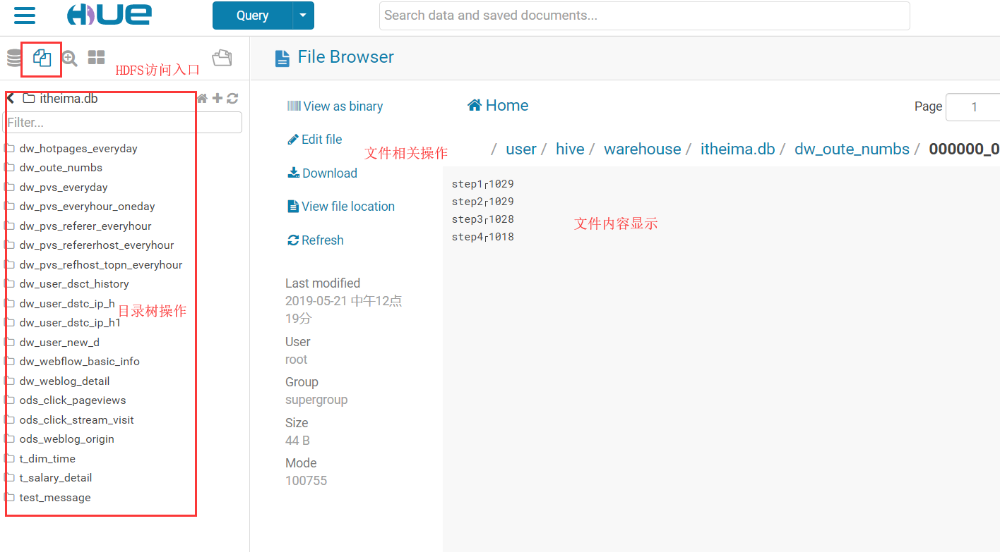 HUE
Query
Search data and saved documents...
HDFS访问入口
itheima.db
Filter...
dw_hotpages_everyday
dw_oute_numbs
dw_pvs_everyday
dw_pvs_everyhour_oneday
dw_pvs_referer_everyhour
dw_pvs_refererhost_everyhour
dw_pvs_refhost_topn_everyhour
dw_user_dsct_history
dw_user_dstc_ip_h
目录树操作
dw_user_dstc_ip_h1
dw_user_new_d
dw_webflow_basic_info
dw_weblog_detail
ods_click_pageviews
ods_click_stream_visit
ods_weblog_origin
t_dim_time
t_salary_detail
test_message
File Browser
View as binary
Edit file
文件相关操作
Download
View file location
Refresh
Last modified
2019-05-21 中午12点
19分
User
root
Group
supergroup
Size
44 B
Mode
100755
Home
Page 1
/ user / hive / warehouse / itheima.db / dw_oute_numbs / 000000_0
step1┌1029
step2┌1029
step3┌1028
step4┌1018
文件内容显示